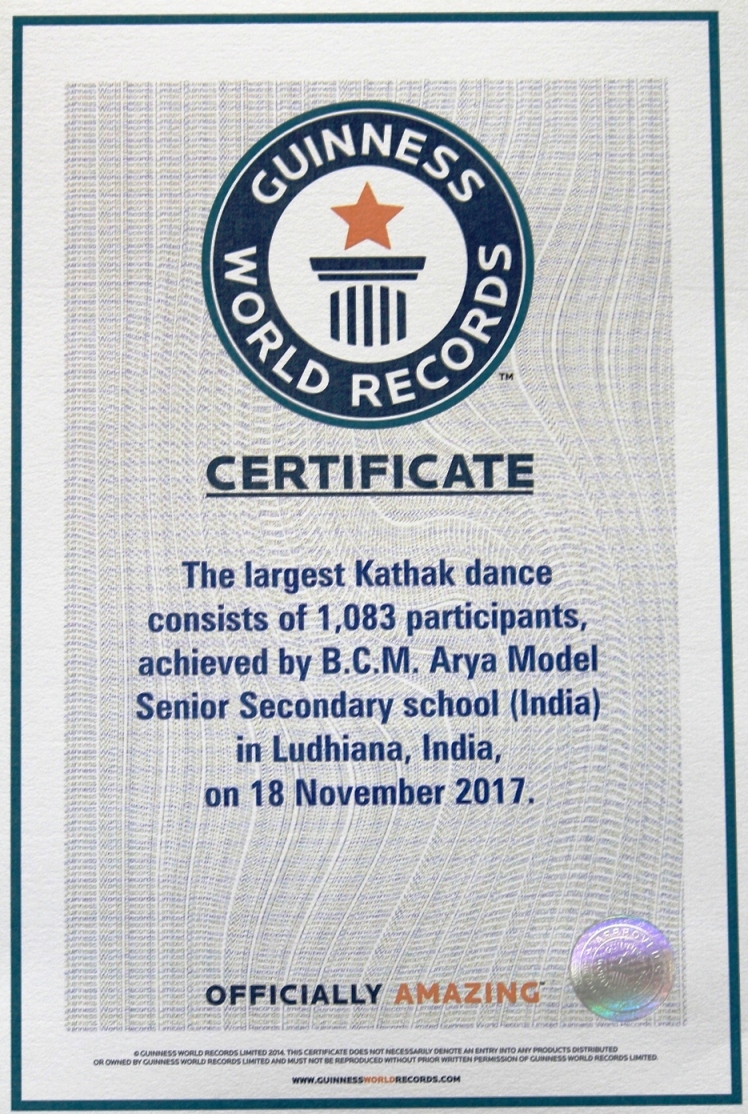 GUINNESS
WORLD RECORDS
TM
CERTIFICATE
The largest Kathak dance
consists of 1,083 participants,
achieved by B.C.M. Arya Model
Senior Secondary school (India)
in Ludhiana, India,
on 18 November 2017.
OFFICIALLY AMAZING
© GUINNESS WORLD RECORDS LIMITED 2014. THIS CERTIFICATE DOES NOT NECESSARILY DENOTE AN ENTRY INTO ANY PRODUCTS DISTRIBUTED
OR OWNED BY GUINNESS WORLD RECORDS LIMITED AND MUST NOT BE REPRODUCED WITHOUT PRIOR WRITTEN PERMISSION OF GUINNESS WORLD RECORDS LIMITED.
WWW.GUINNESSWORLDRECORDS.COM